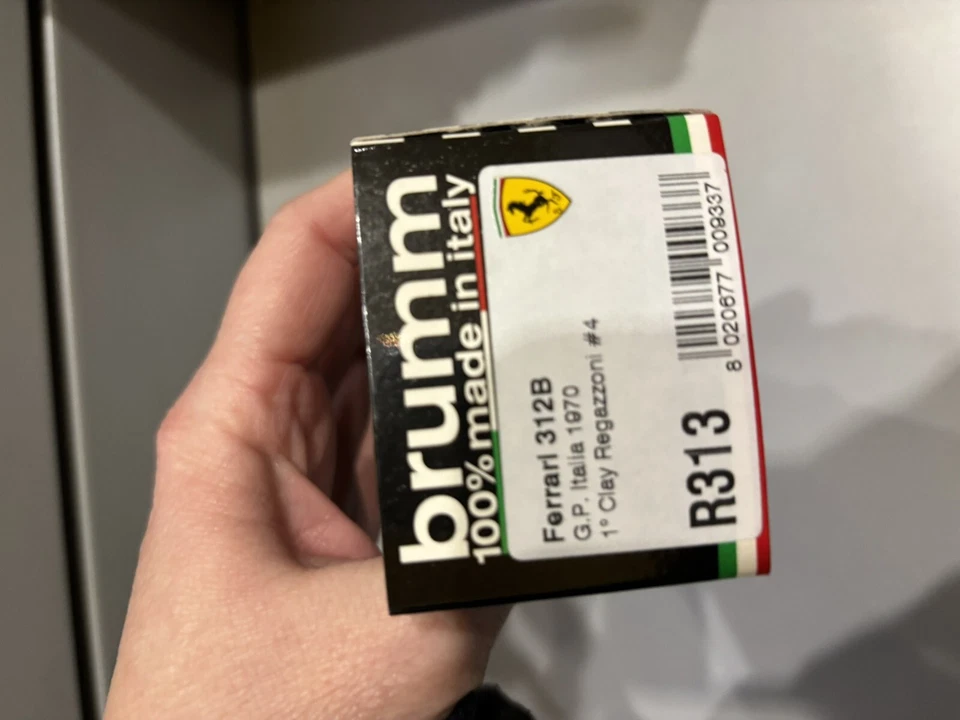 brumm
100% made in italy
Ferrari 312B
G.P. Italia 1970
1° Clay Regazzoni #4
R313
8 020677 009337